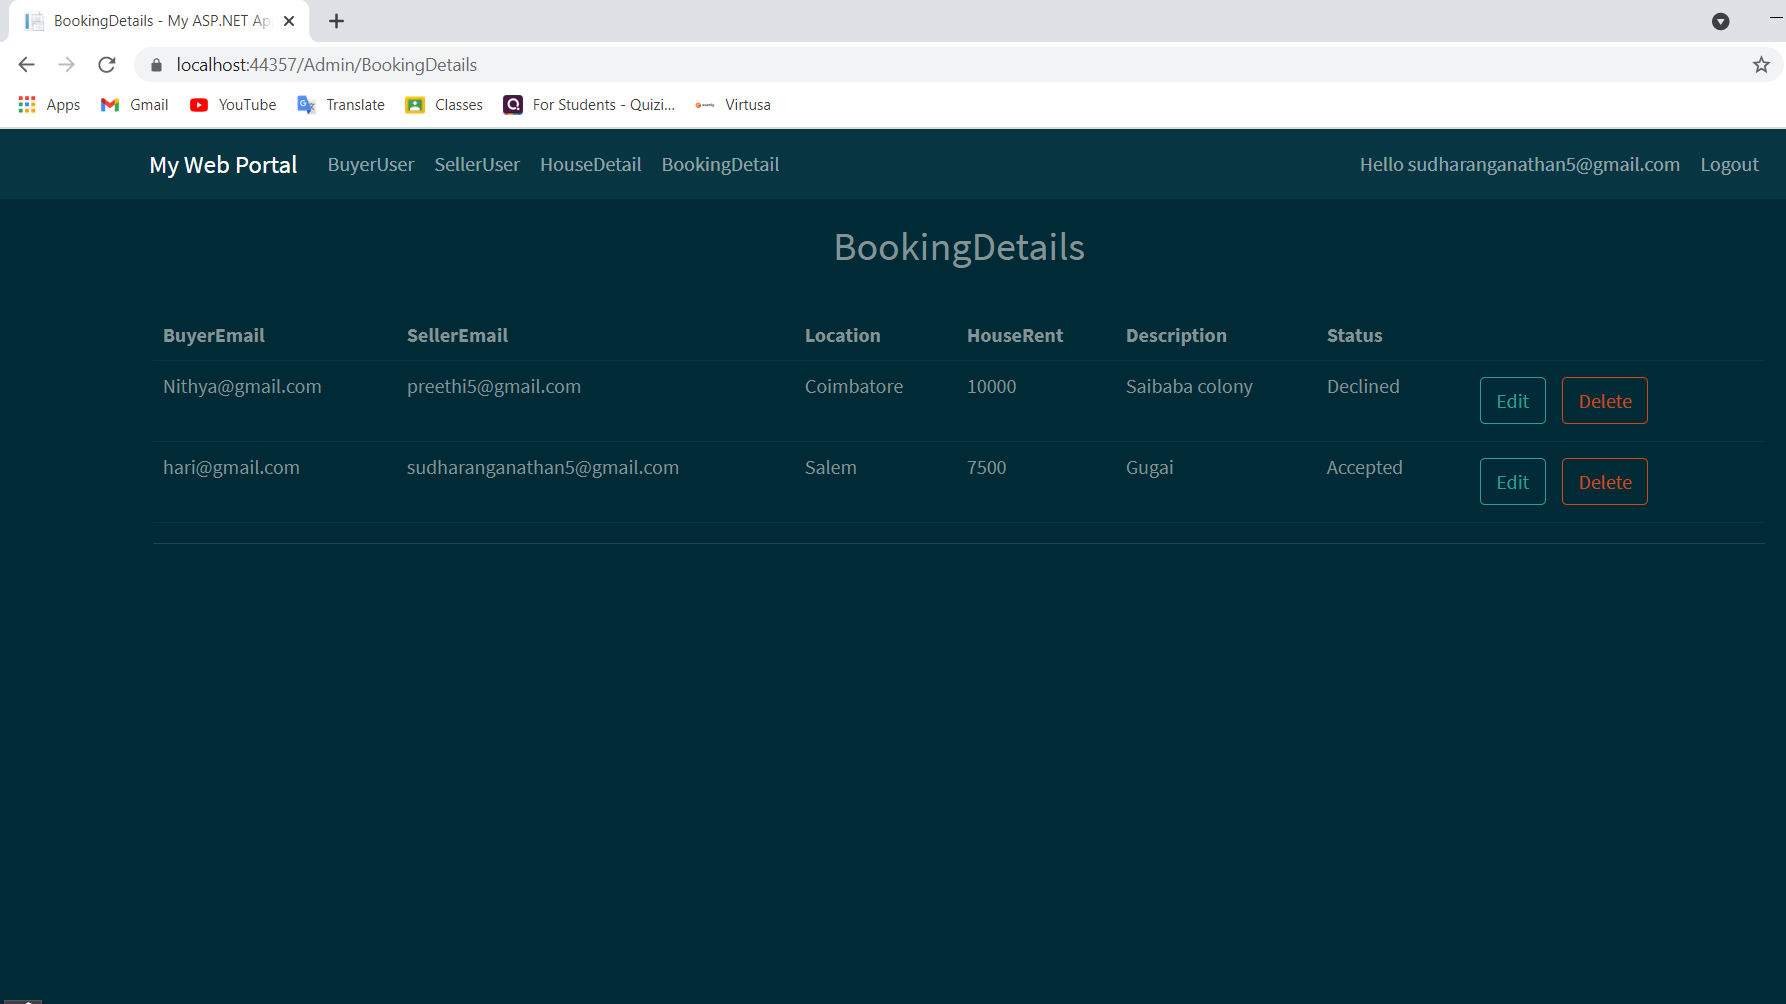 BookingDetails - My ASP.NET Ap
localhost:44357/Admin/BookingDetails
Apps Gmail YouTube Translate Classes For Students - Quizi... Virtusa
My Web Portal BuyerUser SellerUser HouseDetail BookingDetail Hello sudharanganathan5@gmail.com Logout
BookingDetails
BuyerEmail SellerEmail Location HouseRent Description Status
Nithya@gmail.com preethi5@gmail.com Coimbatore 10000 Saibaba colony Declined Edit Delete
hari@gmail.com sudharanganathan5@gmail.com Salem 7500 Gugai Accepted Edit Delete